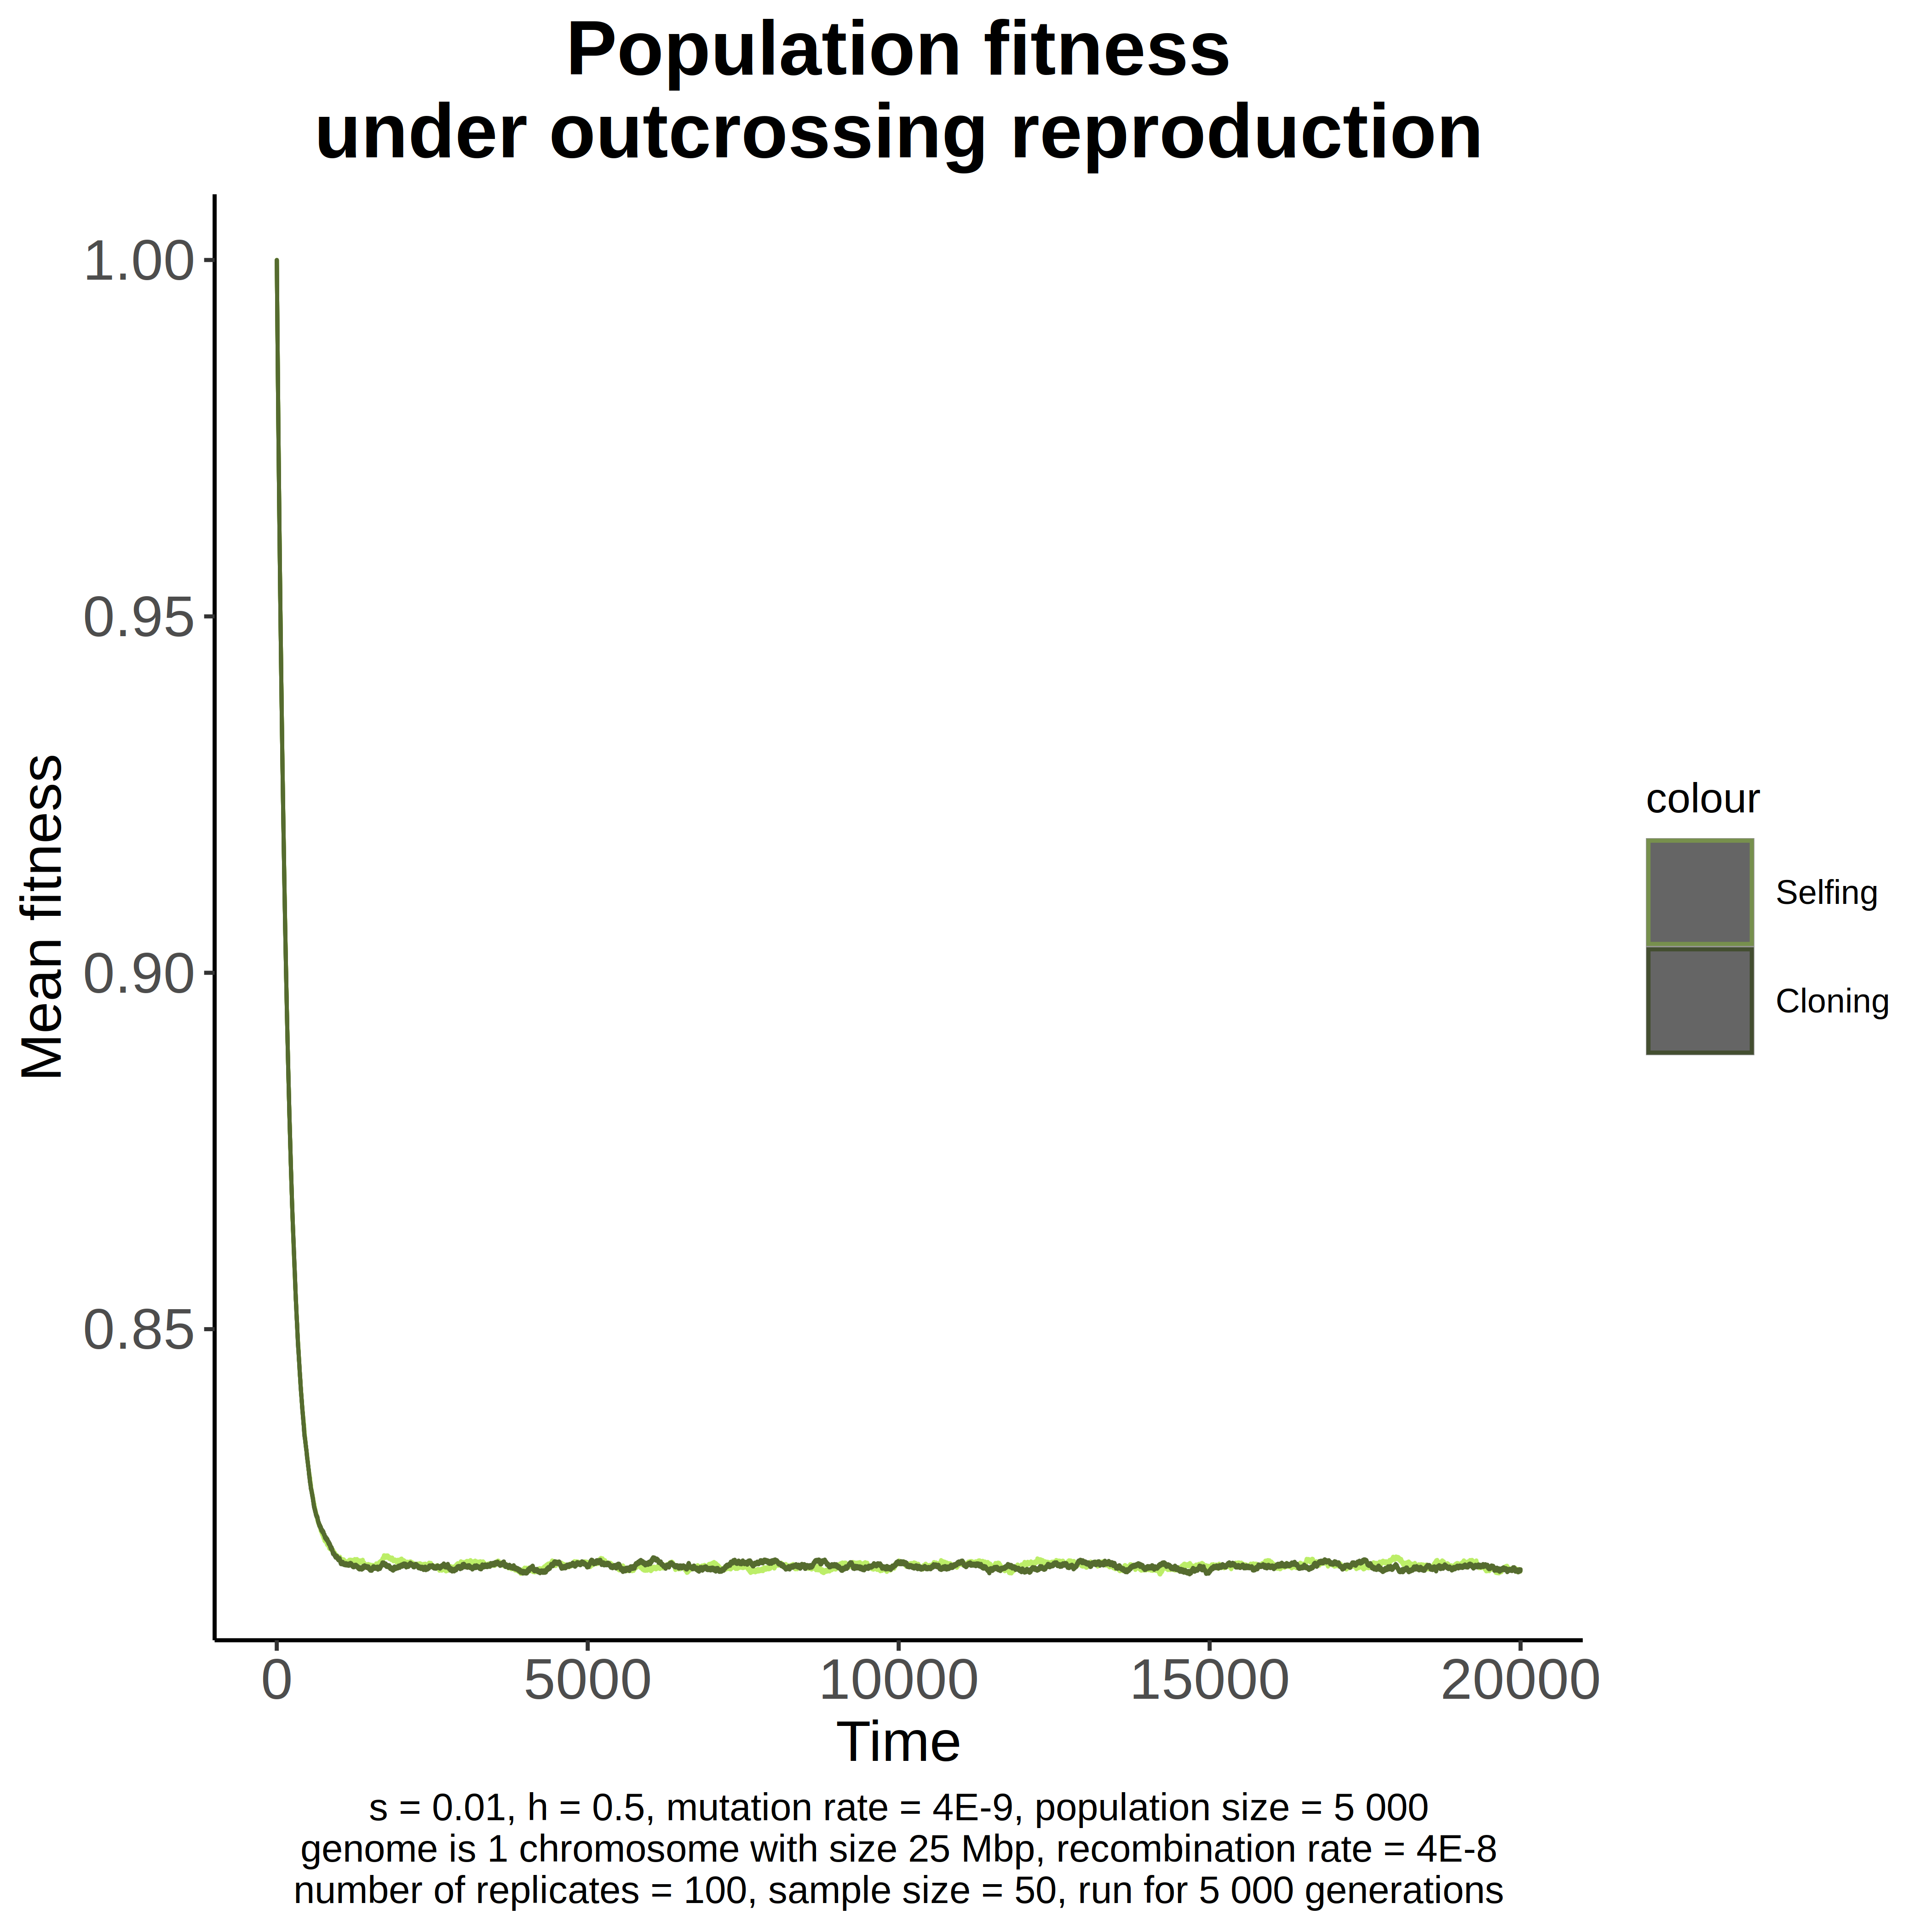 Population fitness
under outcrossing reproduction
1.00
0.95
0.90
0.85
Mean fitness
0
5000
10000
15000
20000
Time
colour
Selfing
Cloning
s = 0.01, h = 0.5, mutation rate = 4E-9, population size = 5 000
genome is 1 chromosome with size 25 Mbp, recombination rate = 4E-8
number of replicates = 100, sample size = 50, run for 5 000 generations